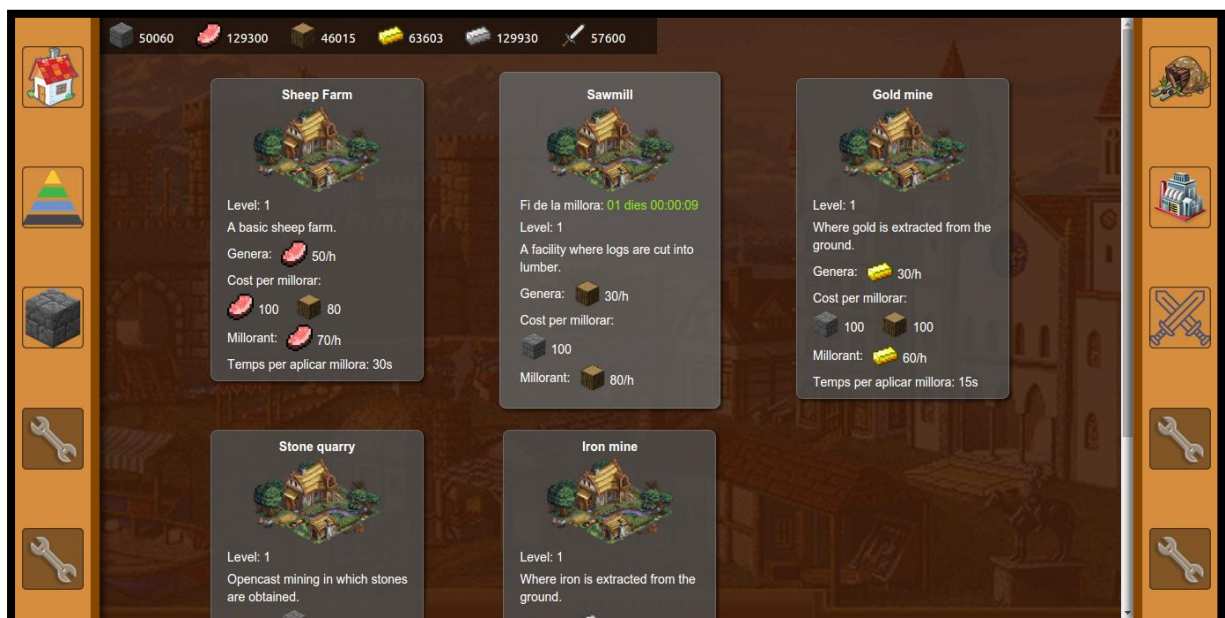 50060 129300 46015 63603 129930 57600
Sheep Farm
Level: 1
A basic sheep farm.
Genera: 50/h
Cost per millorar:
100 80
Millorant: 70/h
Temps per aplicar millora: 30s
Sawmill
Fi de la millora: 01 dies 00:00:09
Level: 1
A facility where logs are cut into
lumber.
Genera: 30/h
Cost per millorar:
100
Millorant: 80/h
Gold mine
Level: 1
Where gold is extracted from the
ground.
Genera: 30/h
Cost per millorar:
100 100
Millorant: 60/h
Temps per aplicar millora: 15s
Stone quarry
Level: 1
Opencast mining in which stones
are obtained.
Iron mine
Level: 1
Where iron is extracted from the
ground.